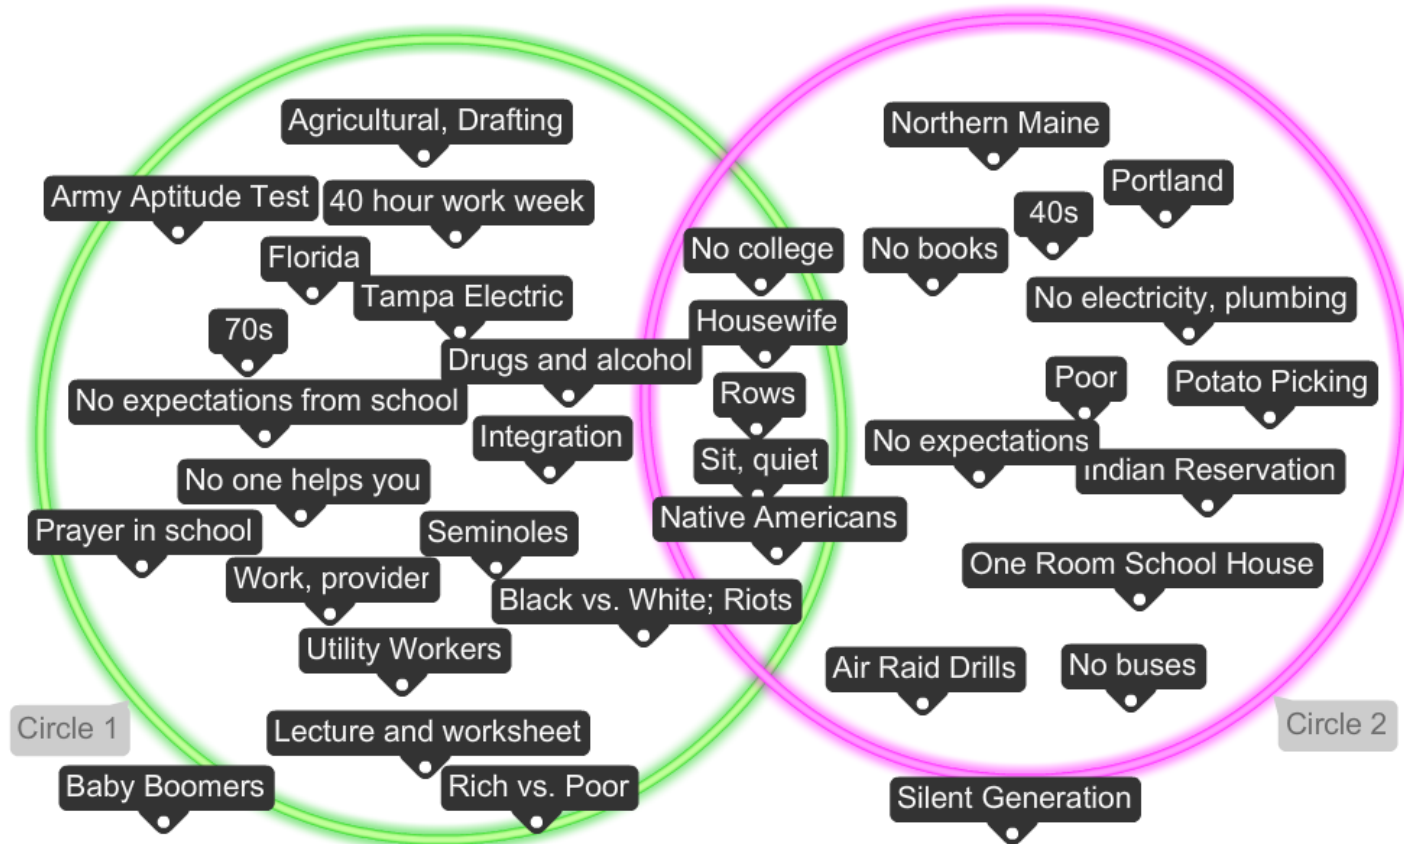 Agricultural, Drafting
Northern Maine
Portland
Army Aptitude Test
40 hour work week
40s
Florida
No college
No books
Tampa Electric
No electricity, plumbing
70s
Housewife
Drugs and alcohol
Poor
Potato Picking
No expectations from school
Rows
Integration
No expectations
Sit, quiet
Indian Reservation
No one helps you
Native Americans
Prayer in school
Seminoles
One Room School House
Work, provider
Black vs. White; Riots
Utility Workers
Air Raid Drills
No buses
Circle 1
Circle 2
Lecture and worksheet
Baby Boomers
Rich vs. Poor
Silent Generation